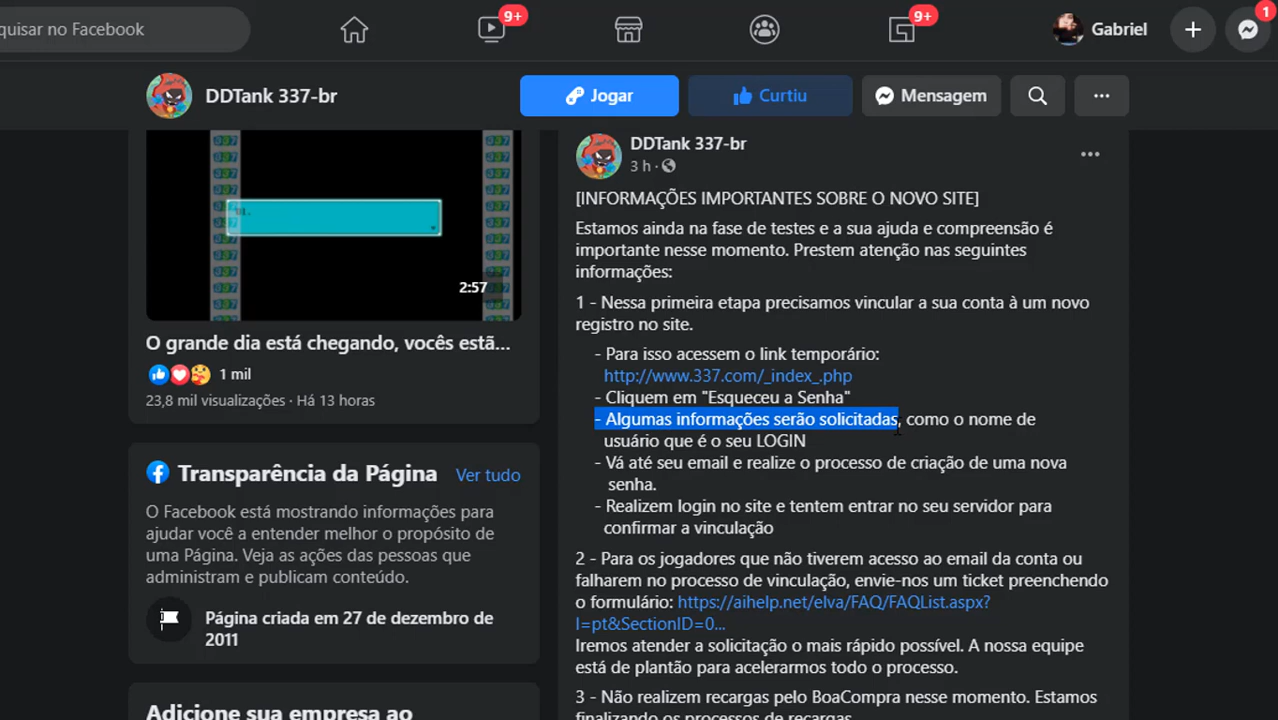 quisar no Facebook
9+
9+
Gabriel
1
DDTank 337-br
Jogar
Curtiu
Mensagem
2:57
O grande dia está chegando, vocês estã...
1 mil
23,8 mil visualizações · Há 13 horas
Transparência da Página
Ver tudo
O Facebook está mostrando informações para
ajudar você a entender melhor o propósito de
uma Página. Veja as ações das pessoas que
administram e publicam conteúdo.
Página criada em 27 de dezembro de
2011
Adicione sua empresa ao
DDTank 337-br
3 h ·
[INFORMAÇÕES IMPORTANTES SOBRE O NOVO SITE]
Estamos ainda na fase de testes e a sua ajuda e compreensão é
importante nesse momento. Prestem atenção nas seguintes
informações:
1 - Nessa primeira etapa precisamos vincular a sua conta à um novo
registro no site.
- Para isso acessem o link temporário:
http://www.337.com/_index_.php
- Cliquem em "Esqueceu a Senha"
- Algumas informações serão solicitadas, como o nome de
usuário que é o seu LOGIN
- Vá até seu email e realize o processo de criação de uma nova
senha.
- Realizem login no site e tentem entrar no seu servidor para
confirmar a vinculação
2 - Para os jogadores que não tiverem acesso ao email da conta ou
falharem no processo de vinculação, envie-nos um ticket preenchendo
o formulário: https://aihelp.net/elva/FAQ/FAQList.aspx?
l=pt&SectionID=0...
Iremos atender a solicitação o mais rápido possível. A nossa equipe
está de plantão para acelerarmos todo o processo.
3 - Não realizem recargas pelo BoaCompra nesse momento. Estamos
finalizando os processos de recargas